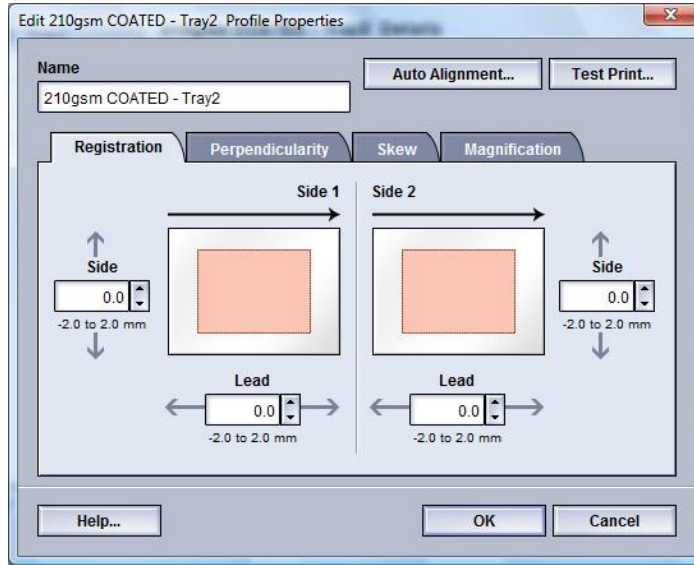 Edit 210gsm COATED - Tray2 Profile Properties
Name
Auto Alignment...
Test Print...
210gsm COATED - Tray2
Registration
Perpendicularity
Skew
Magnification
Side 1
Side 2
Side
0.0
-2.0 to 2.0 mm
Side
0.0
-2.0 to 2.0 mm
Lead
0.0
-2.0 to 2.0 mm
Lead
0.0
-2.0 to 2.0 mm
Help...
OK
Cancel